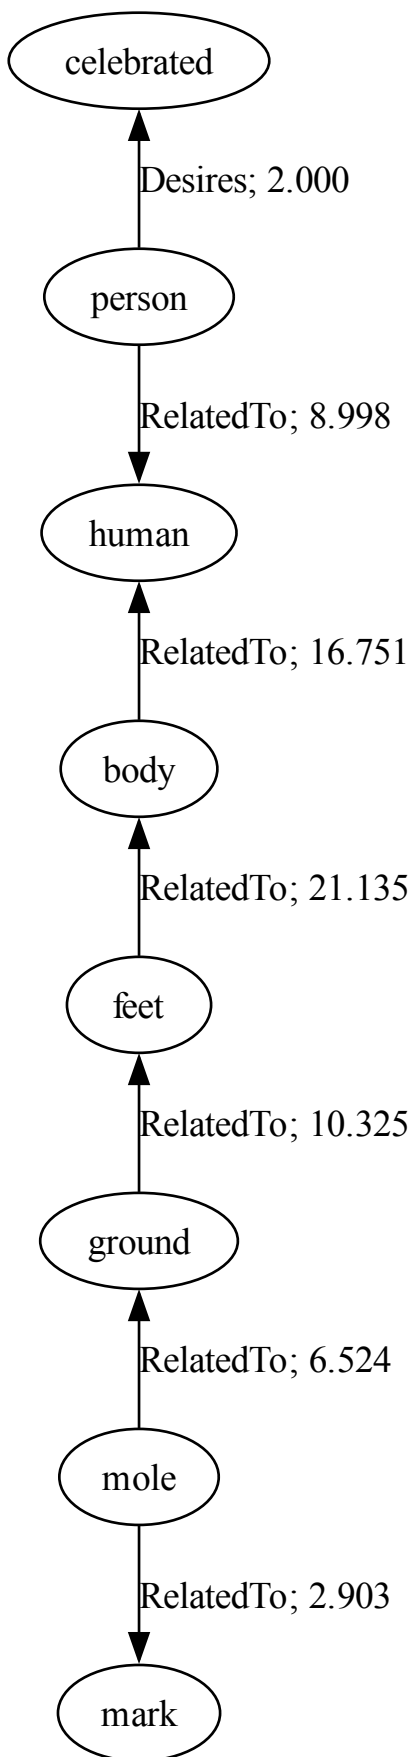 celebrated
Desires; 2.000
person
RelatedTo; 8.998
human
RelatedTo; 16.751
body
RelatedTo; 21.135
feet
RelatedTo; 10.325
ground
RelatedTo; 6.524
mole
RelatedTo; 2.903
mark